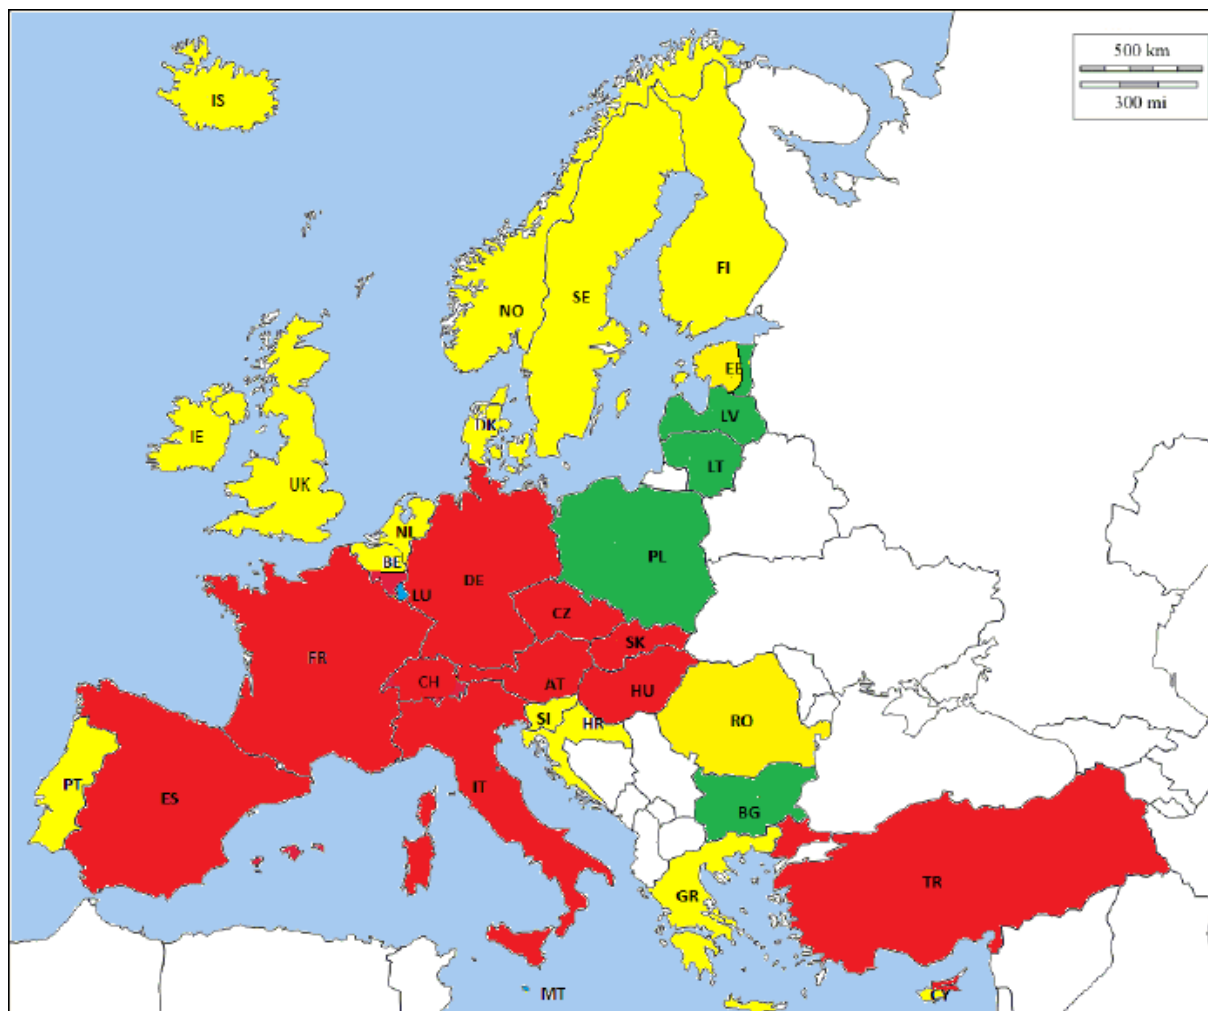 500 km
300 mi
IS
FI
SE
NO
EE
LV
DK
IE
LT
UK
NL
PL
BE
DE
LU
CZ
SK
FR
CH
AT
HU
SI
HR
RO
PT
IT
ES
BG
TR
GR
MT
CY